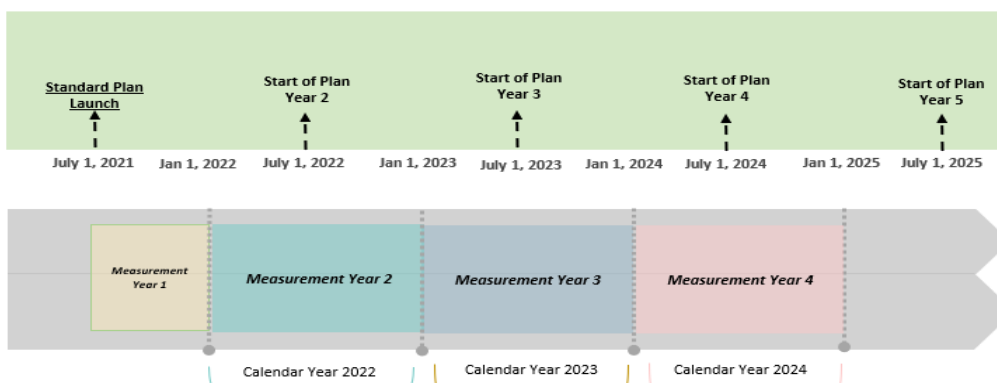 Standard Plan
Launch
Start of Plan
Year 2
Start of Plan
Year 3
Start of Plan
Year 4
Start of Plan
Year 5
July 1, 2021
Jan 1, 2022
July 1, 2022
Jan 1, 2023
July 1, 2023
Jan 1, 2024
July 1, 2024
Jan 1, 2025
July 1, 2025
Measurement
Year 1
Measurement Year 2
Measurement Year 3
Measurement Year 4
Calendar Year 2022
Calendar Year 2023
Calendar Year 2024